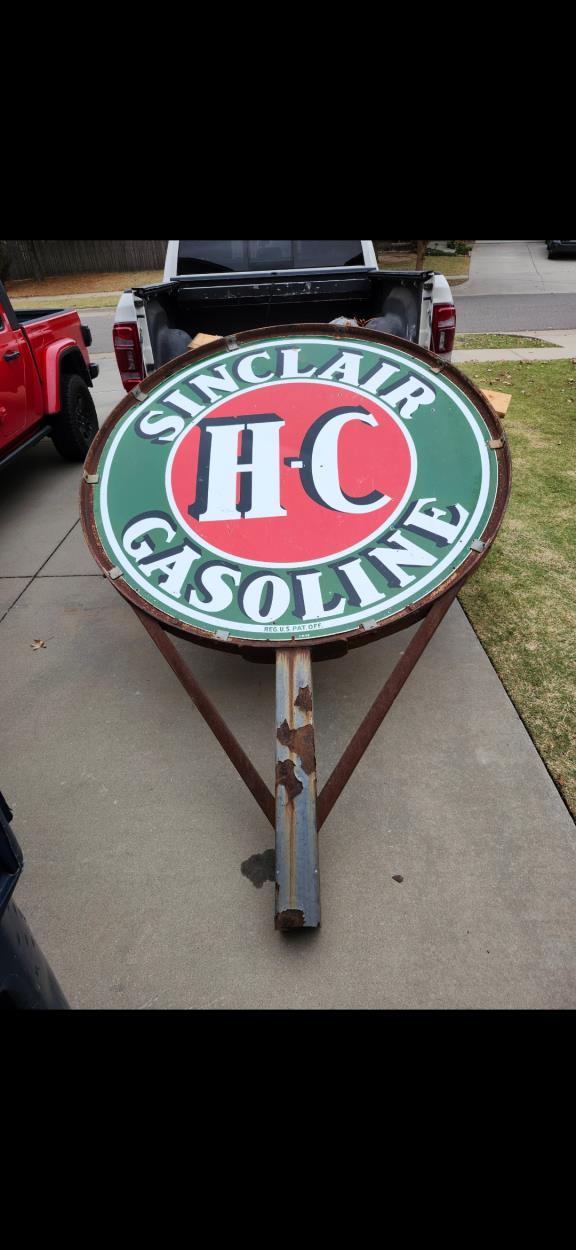 SINCLAIR
H-C
GASOLINE
REG. U.S. PAT. OFF.